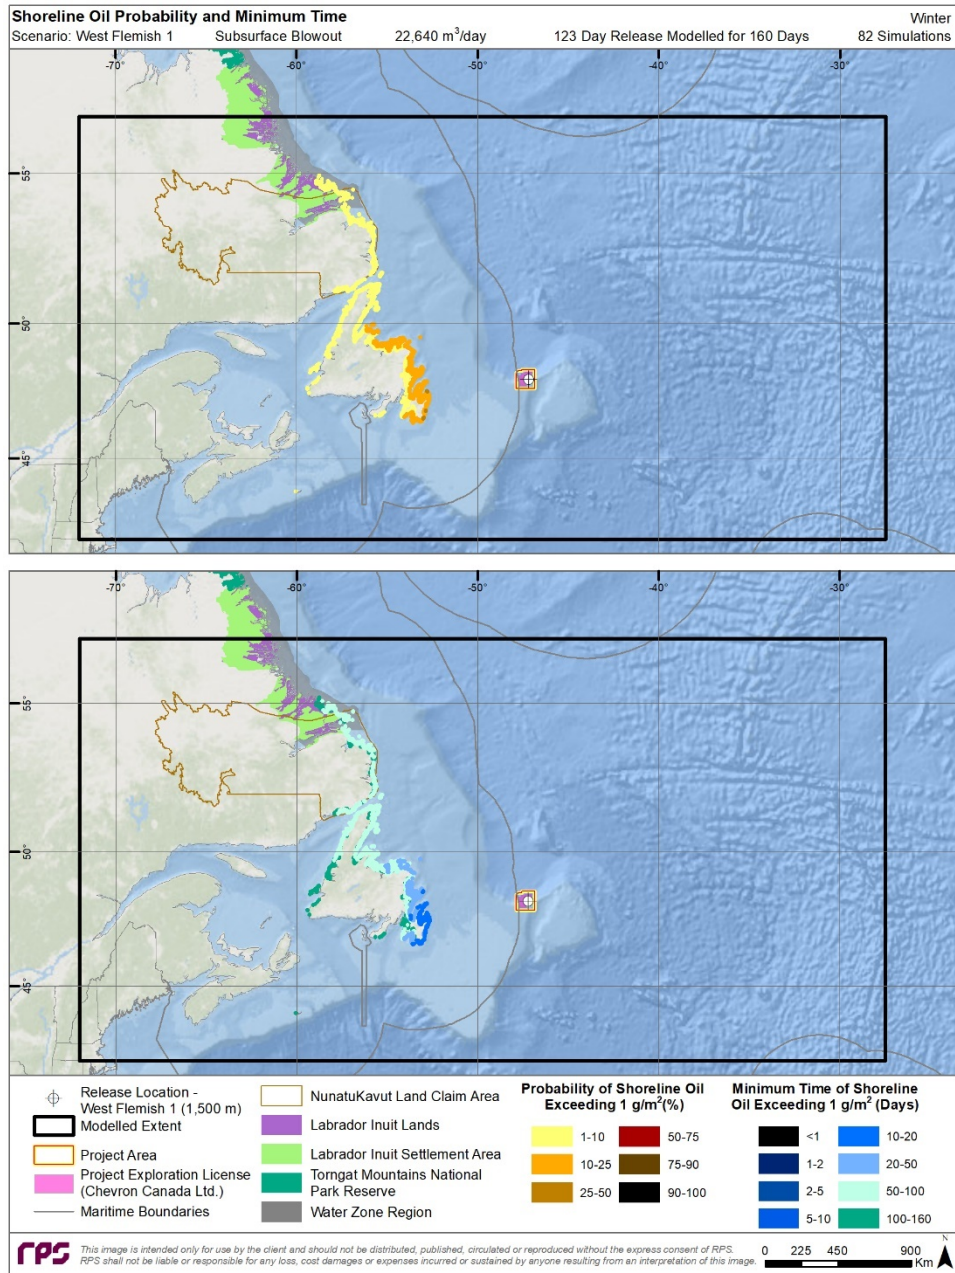 Shoreline Oil Probability and Minimum Time
Winter
Scenario: West Flemish 1 Subsurface Blowout 22,640 m³/day 123 Day Release Modelled for 160 Days 82 Simulations
-70° -60° -50° -40° -30°
55°
50°
45°
-70° -60° -50° -40° -30°
55°
50°
45°
Release Location -
West Flemish 1 (1,500 m)
Modelled Extent
Project Area
Project Exploration License
(Chevron Canada Ltd.)
Maritime Boundaries
NunatuKavut Land Claim Area
Labrador Inuit Lands
Labrador Inuit Settlement Area
Torngat Mountains National
Park Reserve
Water Zone Region
Probability of Shoreline Oil
Exceeding 1 g/m²(%)
1-10 50-75
10-25 75-90
25-50 90-100
Minimum Time of Shoreline
Oil Exceeding 1 g/m² (Days)
<1 10-20
1-2 20-50
2-5 50-100
5-10 100-160
rps
This image is intended only for use by the client and should not be distributed, published, circulated or reproduced without the express consent of RPS.
RPS shall not be liable or responsible for any loss, cost damages or expenses incurred or sustained by anyone resulting from an interpretation of this image.
0 225 450 900
Km
N